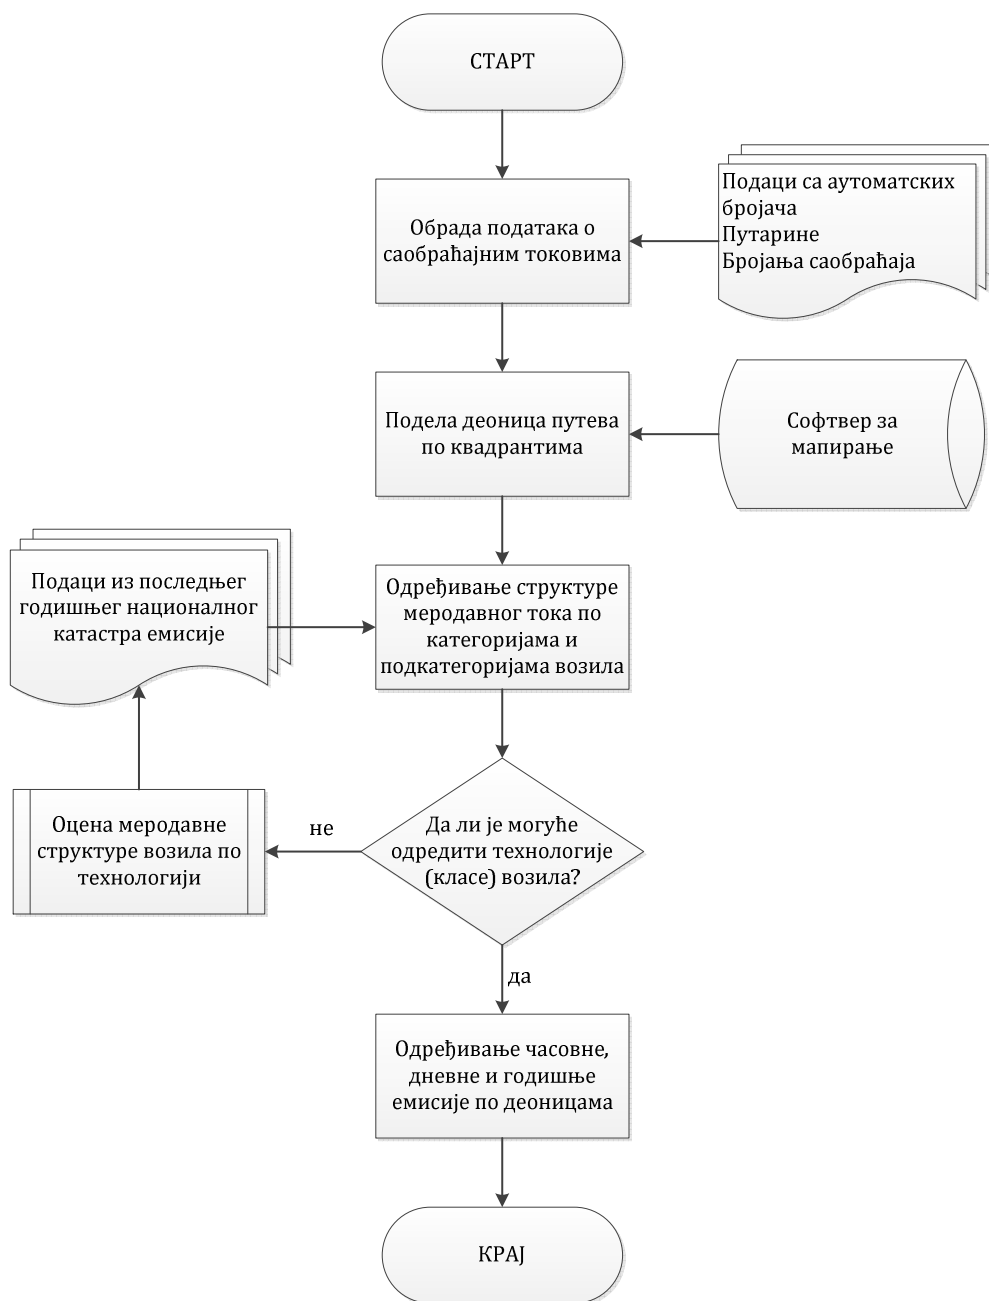 СТАРТ
Обрада података о
саобраћајним токовима
Подаци са аутоматских
бројача
Путарине
Бројања саобраћаја
Подела деоница путева
по квадрантима
Софтвер за
мапирање
Подаци из последњег
годишњег националног
катастра емисије
Одређивање структуре
меродавног тока по
категоријама и
подкатегоријама возила
Да ли је могуће
одредити технологије
(класе) возила?
не
Оцена меродавне
структуре возила по
технологији
да
Одређивање часовне,
дневне и годишње
емисије по деоницама
КРАЈ